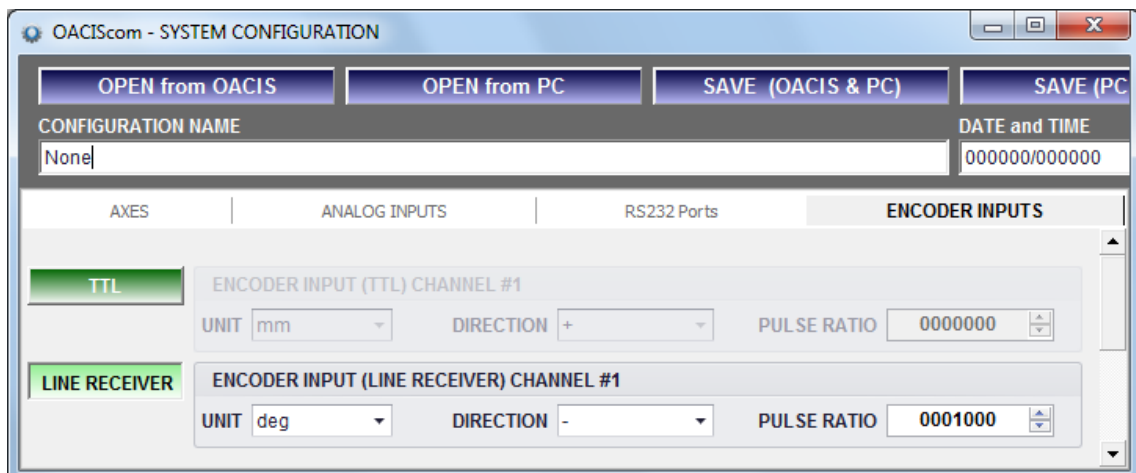 OACIScom - SYSTEM CONFIGURATION
OPEN from OACIS OPEN from PC SAVE (OACIS & PC) SAVE (PC
CONFIGURATION NAME DATE and TIME
None 000000/000000
AXES ANALOG INPUTS RS232 Ports ENCODER INPUTS
TTL ENCODER INPUT (TTL) CHANNEL #1
UNIT mm DIRECTION + PULSE RATIO 0000000
LINE RECEIVER ENCODER INPUT (LINE RECEIVER) CHANNEL #1
UNIT deg DIRECTION - PULSE RATIO 0001000